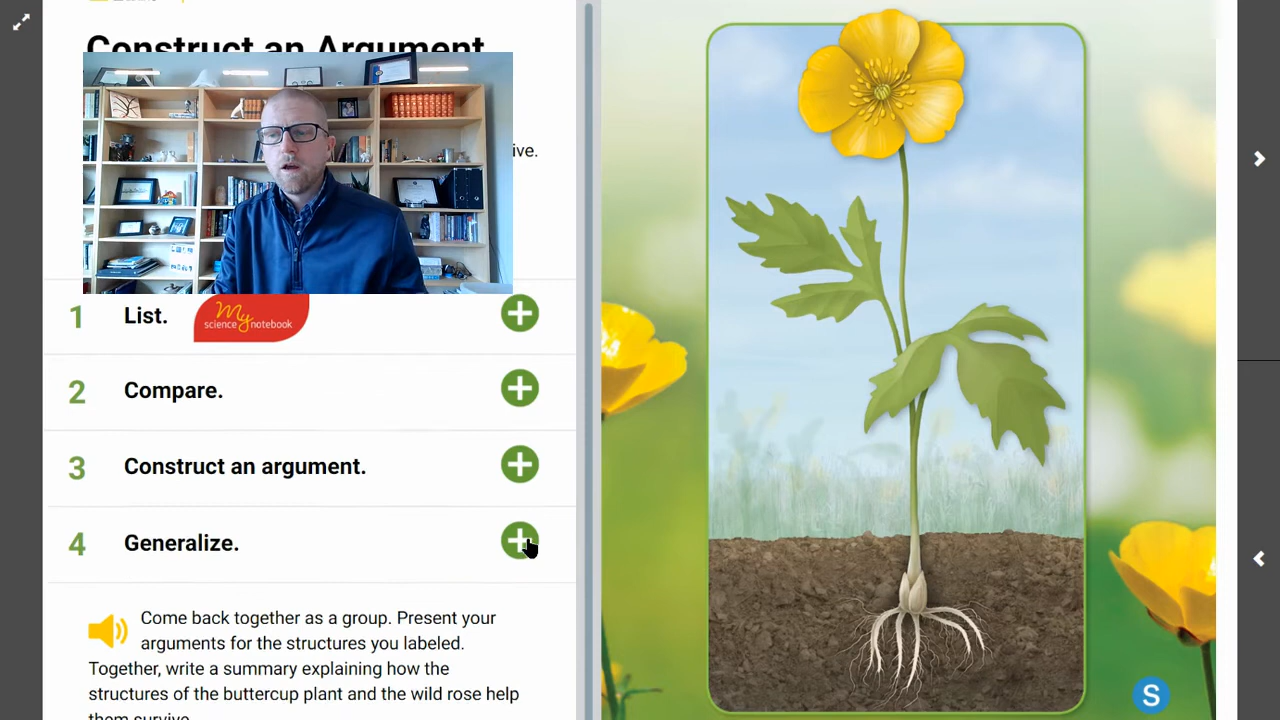 Construct an Argument
ive.
1 List. My science notebook
2 Compare.
3 Construct an argument.
4 Generalize.
Come back together as a group. Present your
arguments for the structures you labeled.
Together, write a summary explaining how the
structures of the buttercup plant and the wild rose help
them survive.
S